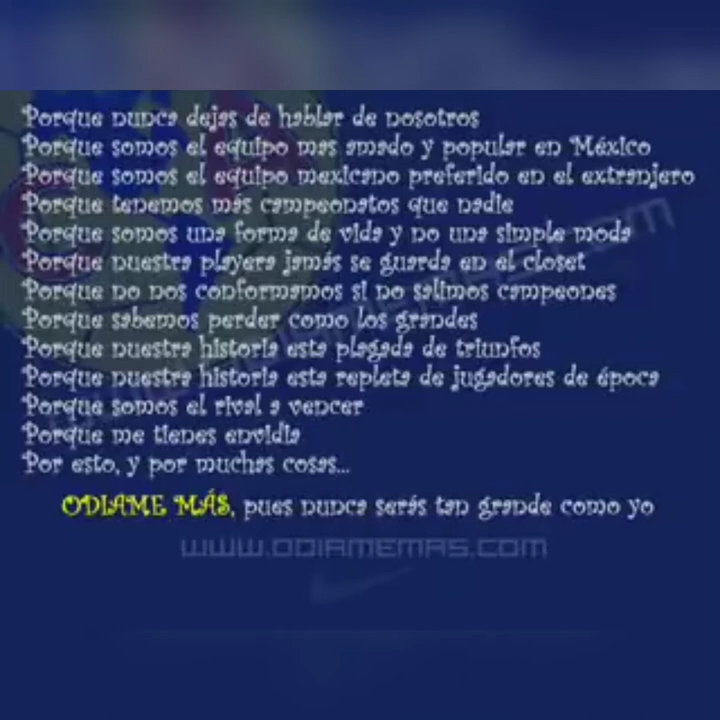 Porque nunca dejas de hablar de nosotros
Porque somos el equipo mas amado y popular en México
Porque somos el equipo mexicano preferido en el extranjero
Porque tenemos más campeonatos que nadie
Porque somos una forma de vida y no una simple moda
Porque nuestra playera jamás se guarda en el closet
Porque no nos conformamos si no salimos campeones
Porque sabemos perder como los grandes
Porque nuestra historia esta plagada de triunfos
Porque nuestra historia esta repleta de jugadores de época
Porque somos el rival a vencer
Porque me tienes envidia
Por esto, y por muchas cosas...
ODIAME MÁS, pues nunca serás tan grande como yo
WWW.ODIAMEMAS.COM